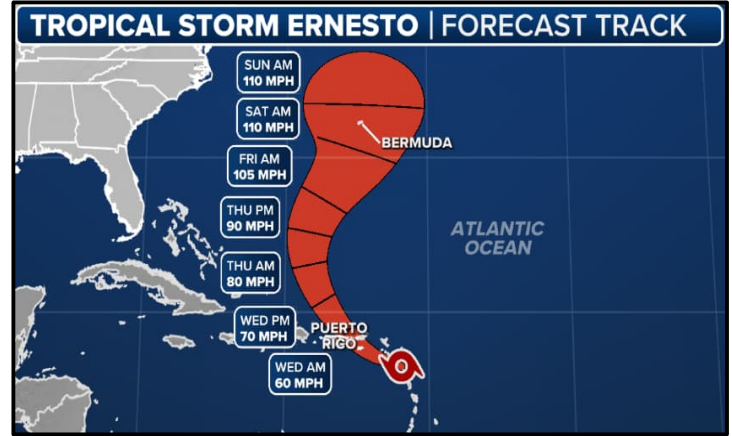 TROPICAL STORM ERNESTO | FORECAST TRACK
SUN AM
110 MPH
SAT AM
110 MPH
BERMUDA
FRI AM
105 MPH
THU PM
90 MPH
ATLANTIC
OCEAN
THU AM
80 MPH
WED PM
70 MPH
PUERTO
RICO
WED AM
60 MPH